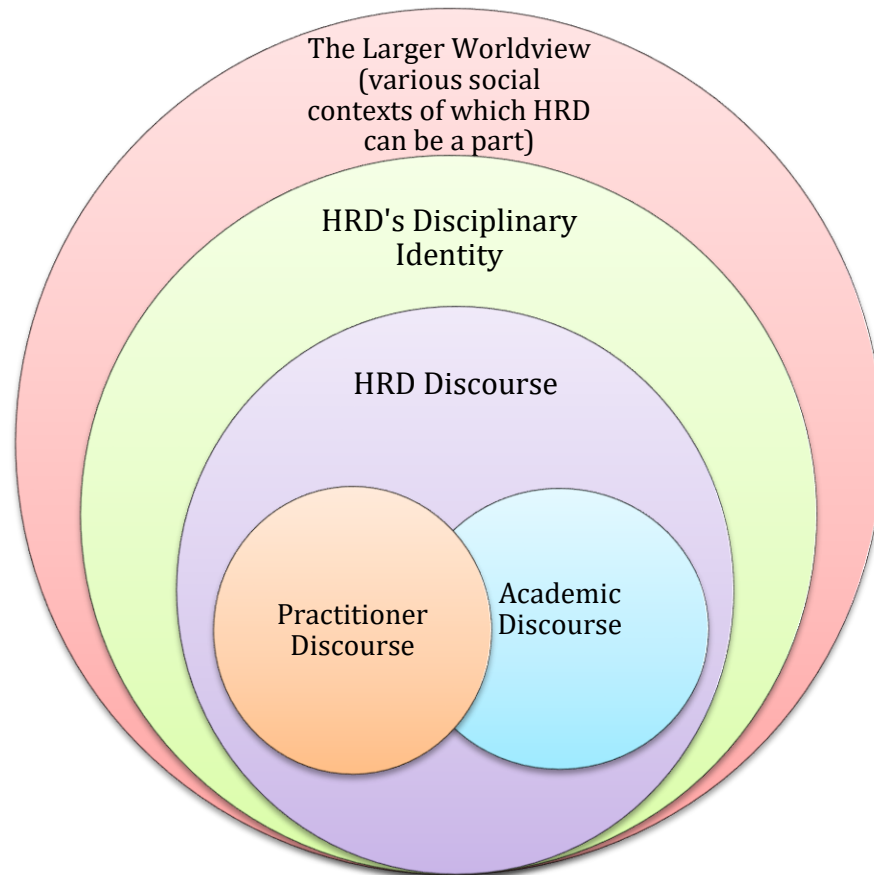 The Larger Worldview
(various social
contexts of which HRD
can be a part)
HRD's Disciplinary
Identity
HRD Discourse
Practitioner
Discourse
Academic
Discourse